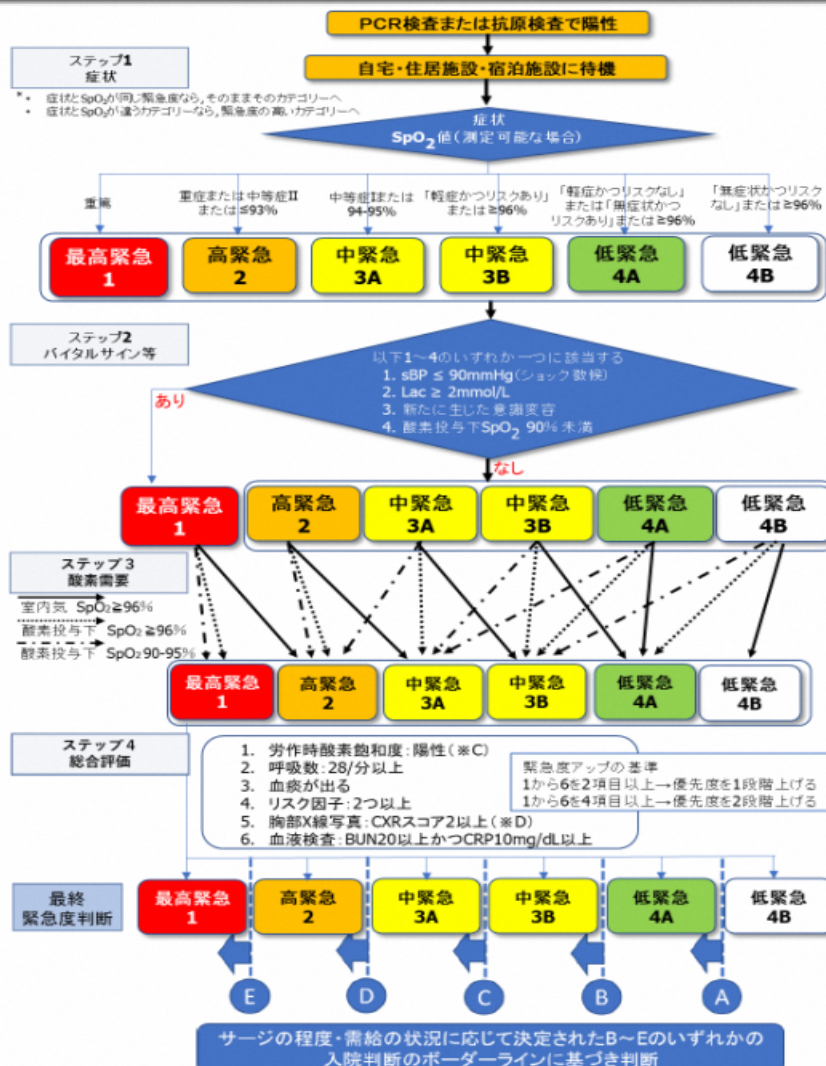 PCR検査または抗原検査で陽性
自宅・住居施設・宿泊施設に待機
ステップ1
症状
*・ 症状とSpO₂が同じ緊急度なら,そのままそのカテゴリーへ
・ 症状とSpO₂が違うカテゴリーなら,緊急度の高いカテゴリーへ
症状
SpO₂値(測定可能な場合)
重篤
重症または中等症II
または≦93%
中等症Iまたは
94-95%
「軽症かつリスクあり」
または≧96%
「軽症かつリスクなし」
または「無症状かつ
リスクあり」または≧96%
「無症状かつリスク
なし」または≧96%
最高緊急
1
高緊急
2
中緊急
3A
中緊急
3B
低緊急
4A
低緊急
4B
ステップ2
バイタルサイン等
以下1～4のいずれか一つに該当する
1. sBP ≤ 90mmHg(ショック徴候)
2. Lac ≥ 2mmol/L
3. 新たに生じた意識変容
4. 酸素投与下SpO₂ 90% 未満
あり
なし
最高緊急
1
高緊急
2
中緊急
3A
中緊急
3B
低緊急
4A
低緊急
4B
ステップ3
酸素需要
室内気 SpO₂≧96%
酸素投与下 SpO₂≧96%
酸素投与下 SpO₂90-95%
最高緊急
1
高緊急
2
中緊急
3A
中緊急
3B
低緊急
4A
低緊急
4B
ステップ4
総合評価
1. 労作時酸素飽和度:陽性(※C)
2. 呼吸数:28/分以上
3. 血痰が出る
4. リスク因子:2つ以上
5. 胸部X線写真:CXRスコア2以上(※D)
6. 血液検査:BUN20以上かつCRP10mg/dL以上
緊急度アップの基準
1から6を2項目以上→優先度を1段階上げる
1から6を4項目以上→優先度を2段階上げる
最終
緊急度判断
最高緊急
1
高緊急
2
中緊急
3A
中緊急
3B
低緊急
4A
低緊急
4B
E
D
C
B
A
サージの程度・需給の状況に応じて決定されたB～Eのいずれかの
入院判断のボーダーラインに基づき判断